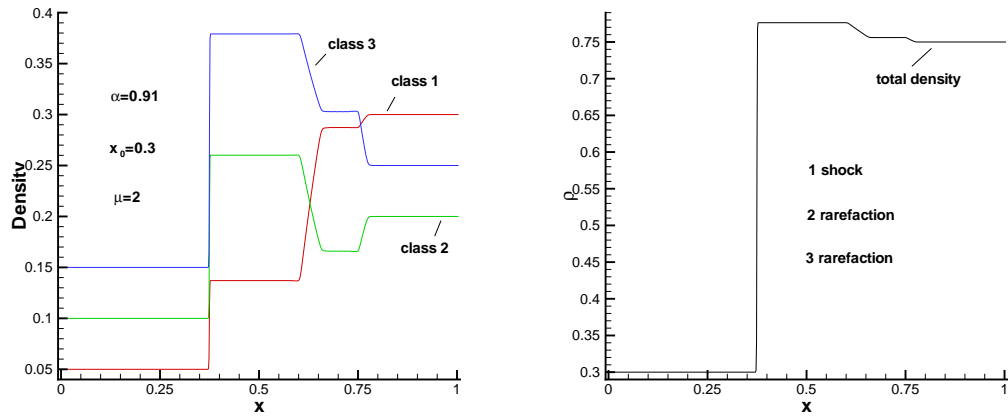 0.4
0.35
0.3
0.25
0.2
0.15
0.1
0.05
Density
α=0.91
x0=0.3
μ=2
class 3
class 1
class 2
0 0.25 0.5 0.75 1
x
0.75
0.7
0.65
0.6
0.55
0.5
0.45
0.4
0.35
0.3
ρ
total density
1 shock
2 rarefaction
3 rarefaction
0 0.25 0.5 0.75 1
x